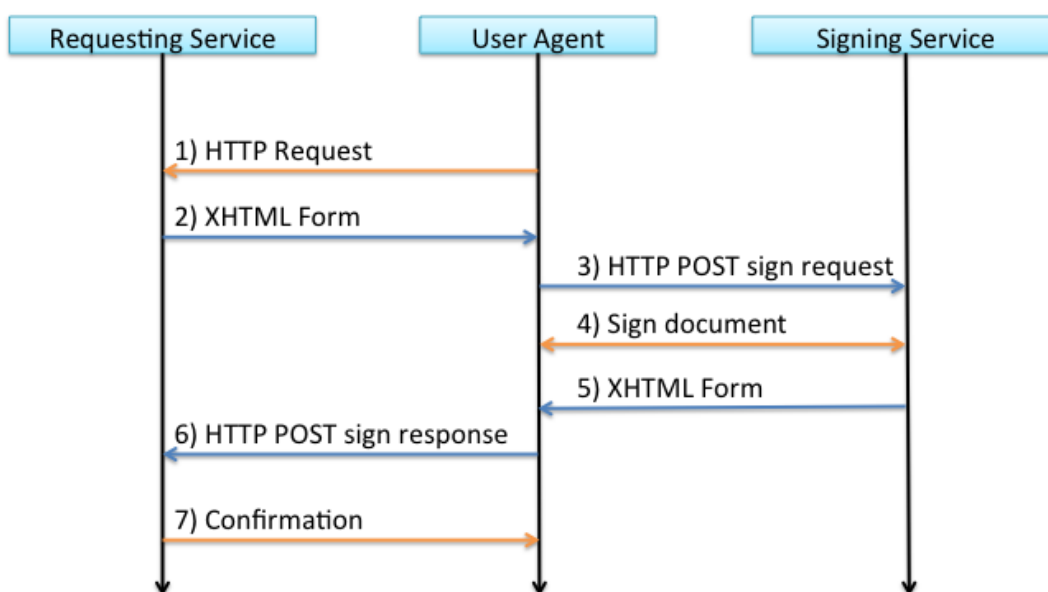 Requesting Service
User Agent
Signing Service
1) HTTP Request
2) XHTML Form
3) HTTP POST sign request
4) Sign document
5) XHTML Form
6) HTTP POST sign response
7) Confirmation